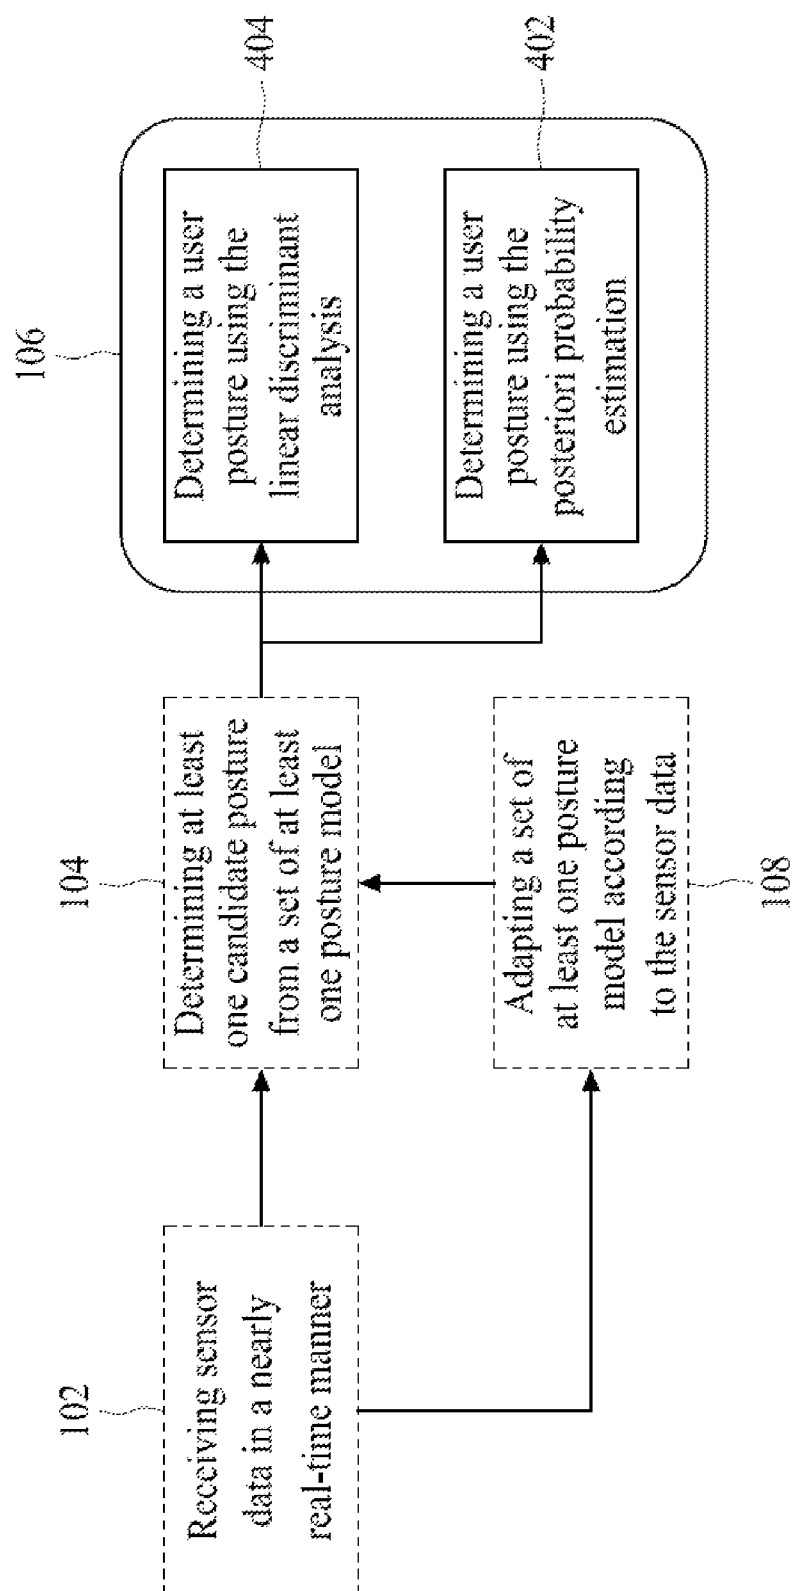 102
Receiving sensor
data in a nearly
real-time manner
104
Determining at least
one candidate posture
from a set of at least
one posture model
Adapting a set of
at least one posture
model according
to the sensor data
108
106
Determining a user
posture using the
linear discriminant
analysis
404
Determining a user
posture using the
posteriori probability
estimation
402